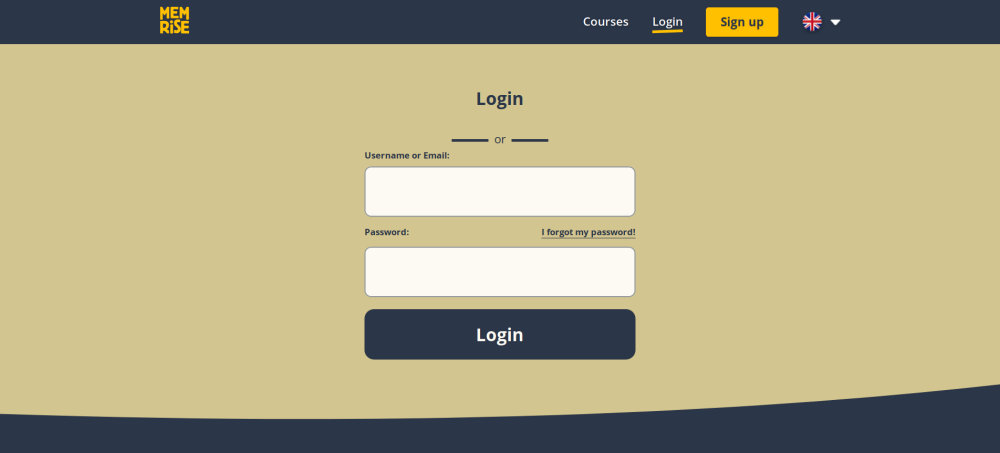 MEM
RiSE
Courses
Login
Sign up
Login
or
Username or Email:
Password:
I forgot my password!
Login